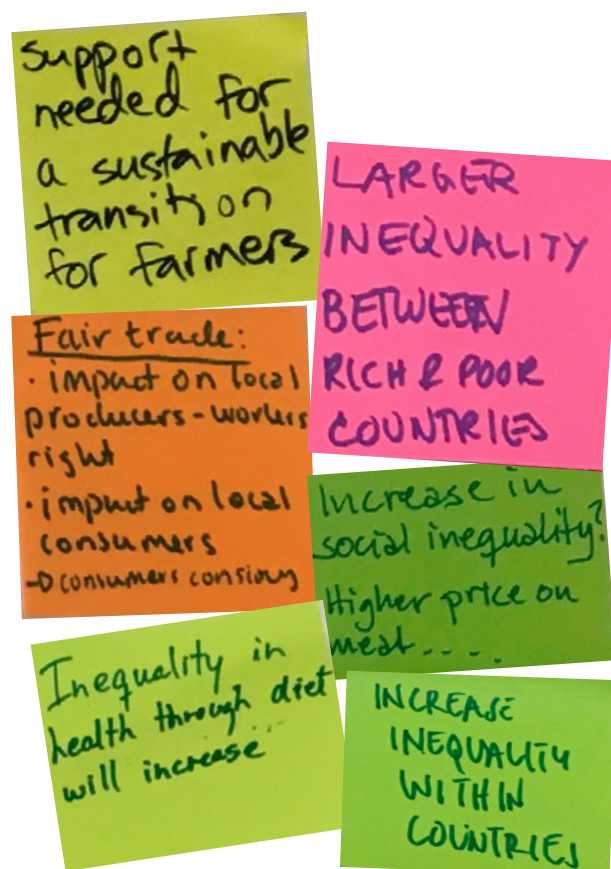 Support
needed for
a sustainable
transition
for farmers
LARGER
INEQUALITY
BETWEEN
RICH & POOR
COUNTRIES
Fair trade:
· impact on local
producers - workers
right
· impact on local
consumers
→ consumers
Increase in
social inequality?
Higher price on
meat....
Inequality in
health through diet
will increase...
INCREASE
INEQUALITY
WITHIN
COUNTRIES